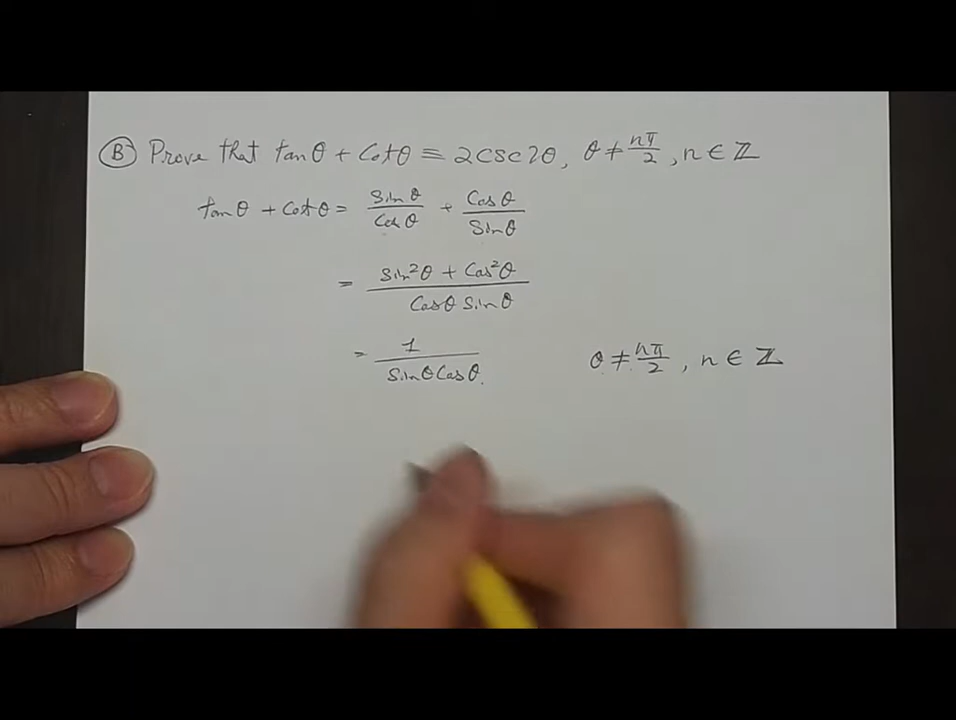 Ⓑ Prove that tanθ + Cotθ ≡ 2csc2θ, θ ≠ nπ/2, n ∈ ℤ
tanθ + Cotθ = Sinθ/Cosθ + Cosθ/Sinθ
= Sin²θ + Cos²θ / Cosθ Sinθ
= 1 / SinθCosθ. θ ≠ nπ/2, n ∈ ℤ